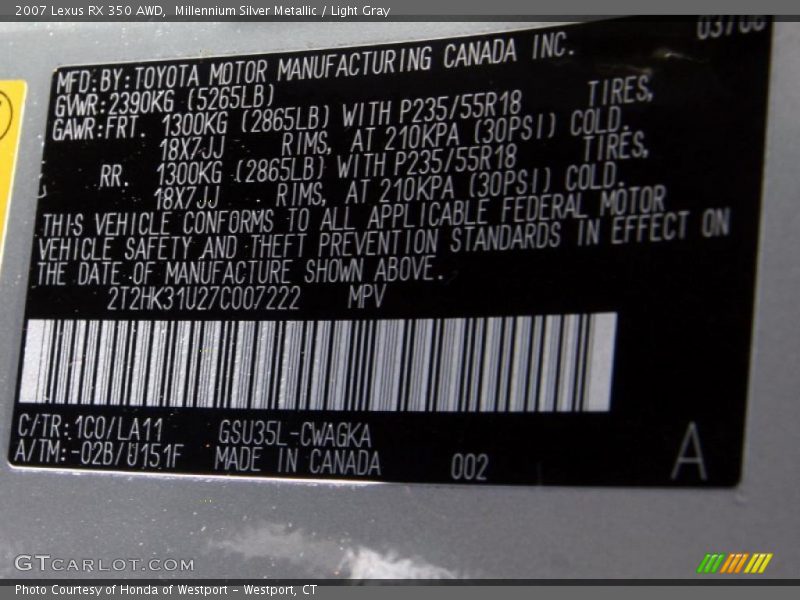 2007 Lexus RX 350 AWD,  Millennium Silver Metallic / Light Gray
MFD.BY:TOYOTA MOTOR MANUFACTURING CANADA INC.
GVWR:2390KG (5265LB)
GAWR:FRT. 1300KG (2865LB) WITH P235/55R18 TIRES,
18X7JJ RIMS, AT 210KPA (30PSI) COLD.
RR. 1300KG (2865LB) WITH P235/55R18 TIRES,
18X7JJ RIMS, AT 210KPA (30PSI) COLD.
THIS VEHICLE CONFORMS TO ALL APPLICABLE FEDERAL MOTOR
VEHICLE SAFETY AND THEFT PREVENTION STANDARDS IN EFFECT ON
THE DATE OF MANUFACTURE SHOWN ABOVE.
2T2HK31U27C007222 MPV
C/TR:1C0/LA11 GSU35L-CWAGKA
A/TM:-02B/U151F MADE IN CANADA 002 A
GTCARLOT.COM
Photo Courtesy of Honda of Westport – Westport, CT